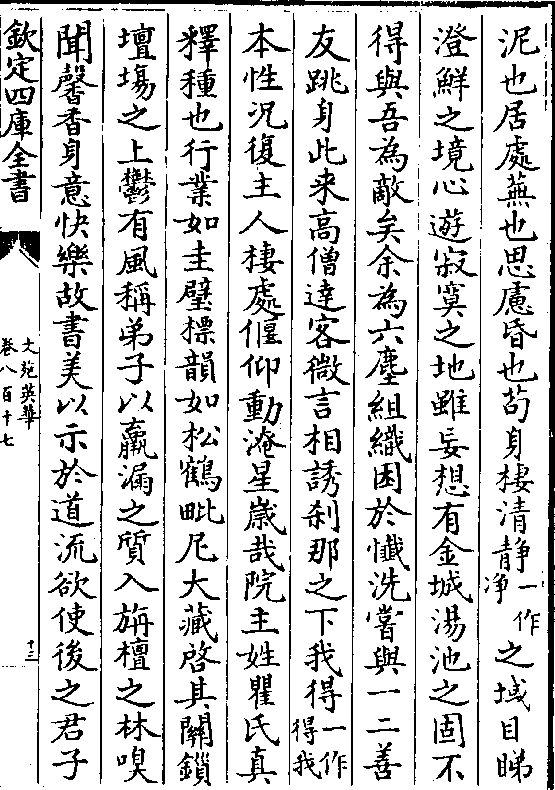 泥也居處蕪也思慮昏也茍身棲清靜一作淨之域目睇
澄鮮之境心遊寂寞之地雖妄想有金城湯池之固不
得與吾為敵矣余為六塵組織困於懺洗嘗與一二善
友跳身此来高僧達客微言相誘刹那之下我得一作得我
本性況復主人棲處偃仰動淹星歲哉院主姓瞿氏真
釋種也行業如圭璧標韻如松鶴毗尼大藏啓其關鎖
壇塲之上鬱有風稱弟子以羸漏之質入旃檀之林嗅
聞馨香身意快樂故書美以示於道流欲使後之君子
欽定四庫全書
文苑英華
卷八百十七
十三